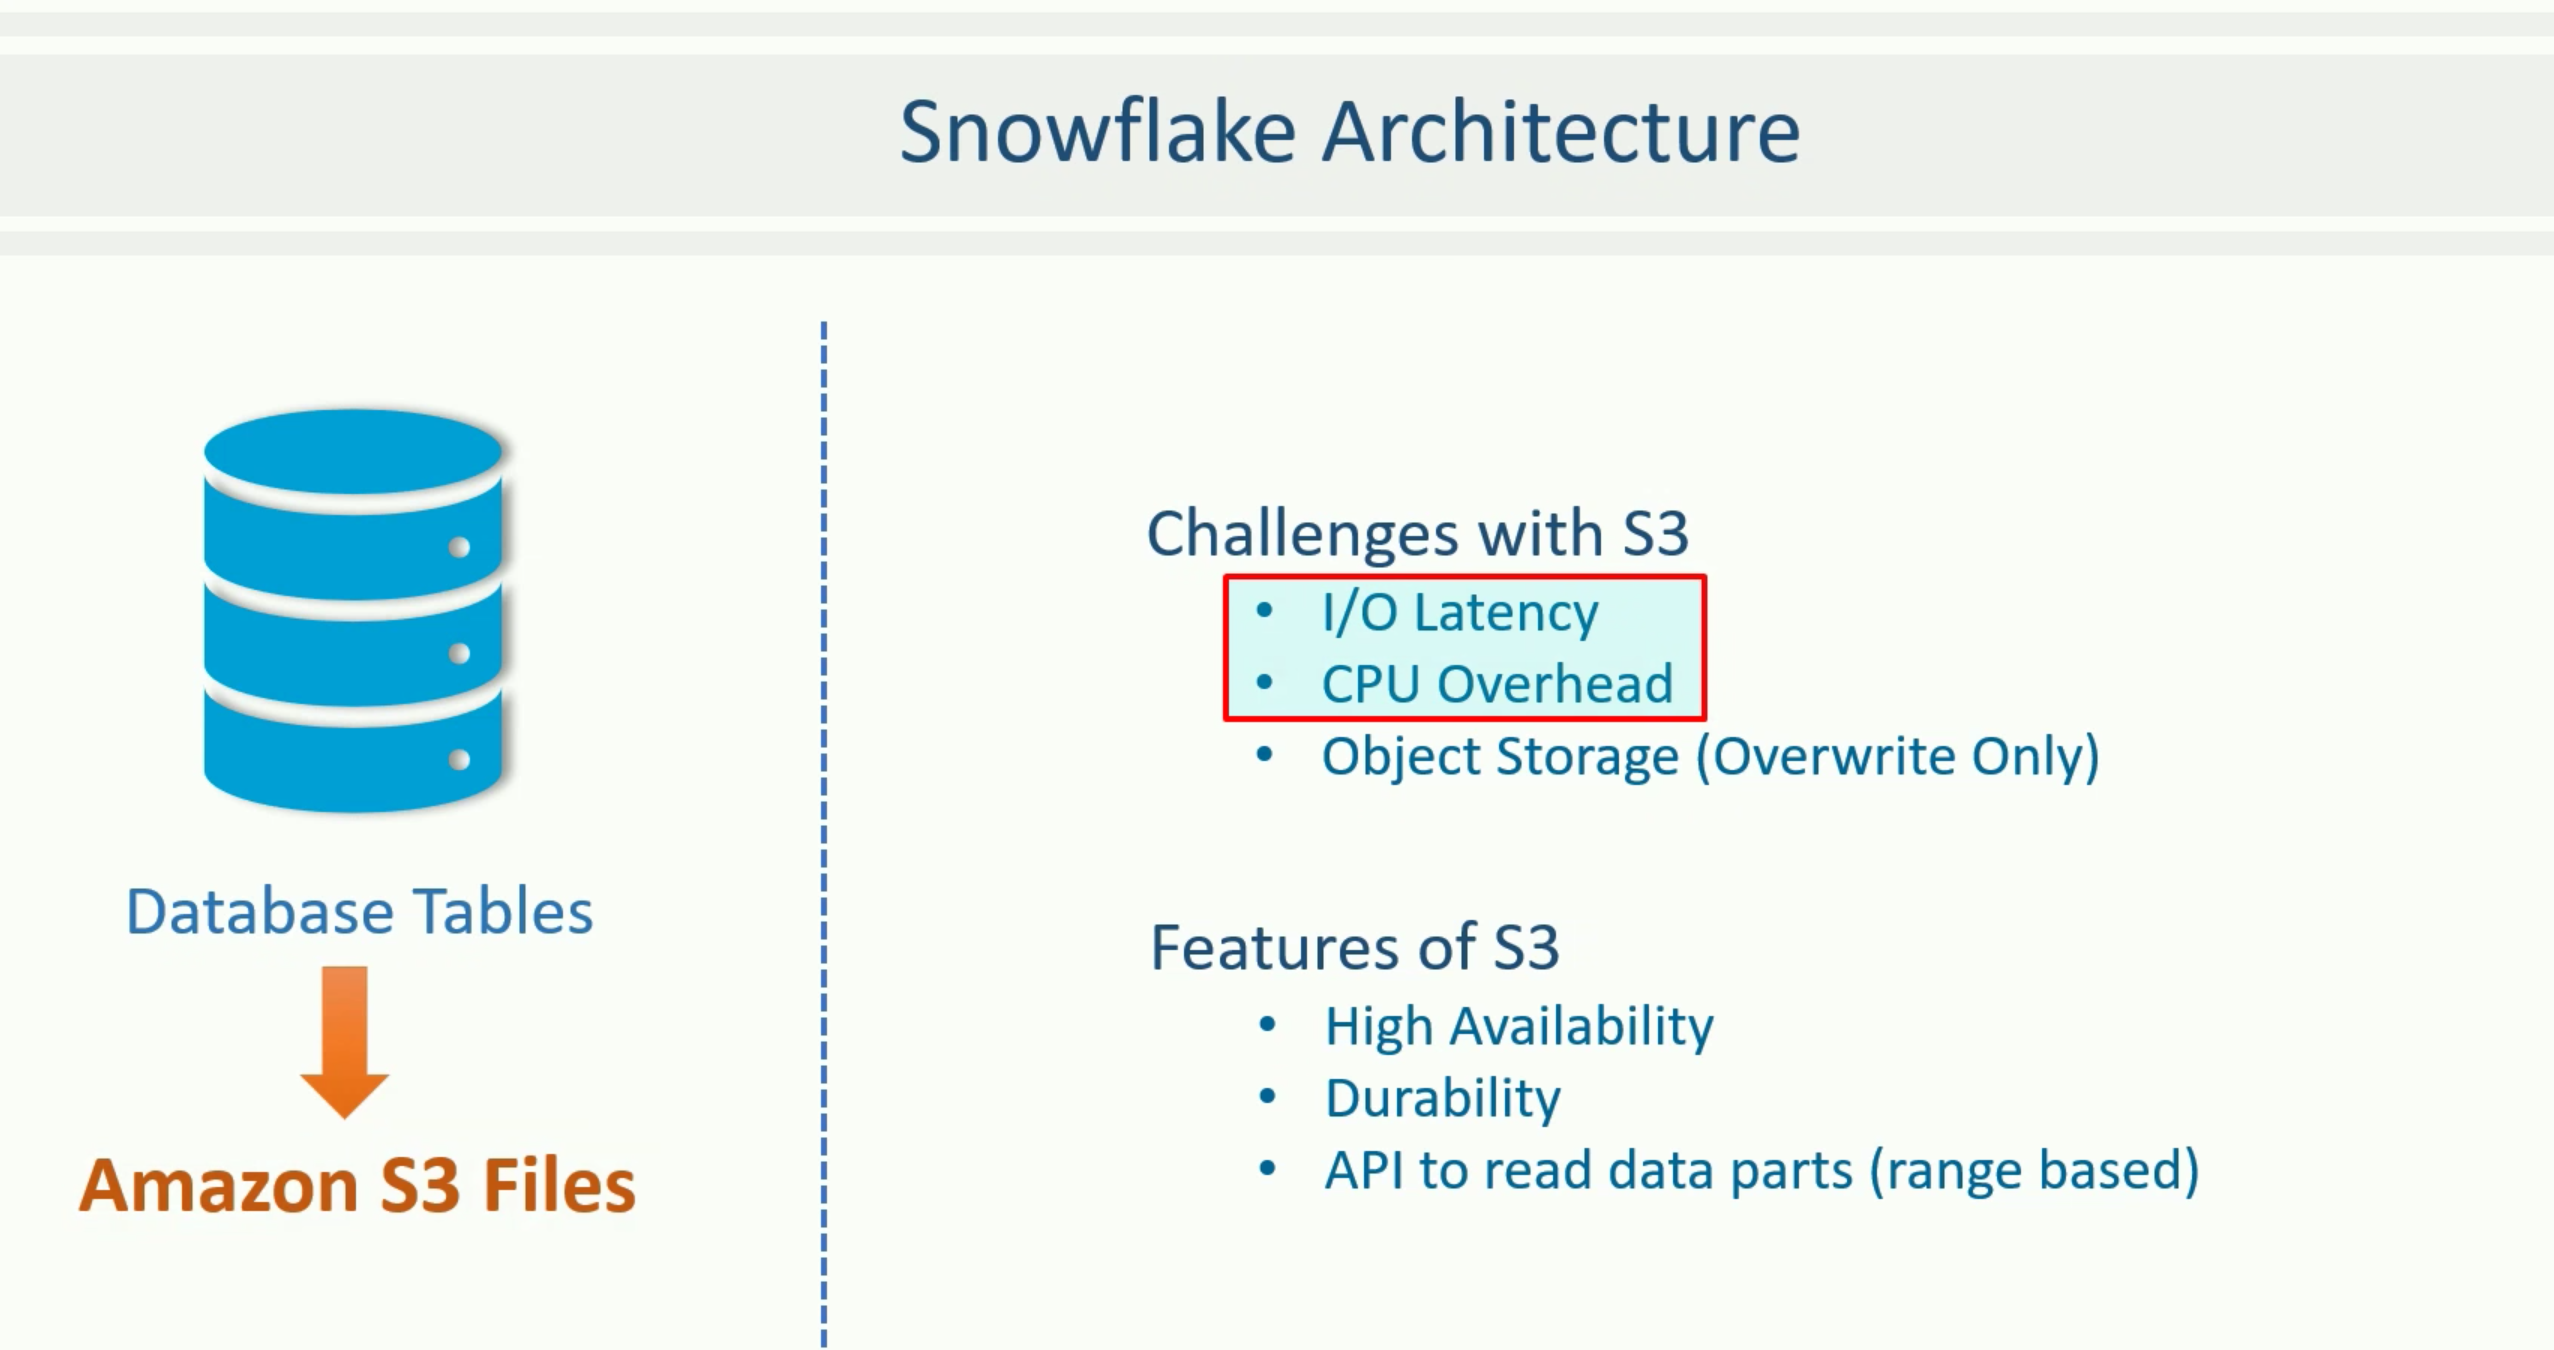 Snowflake Architecture
Database Tables
Amazon S3 Files
Challenges with S3
• I/O Latency
• CPU Overhead
• Object Storage (Overwrite Only)
Features of S3
• High Availability
• Durability
• API to read data parts (range based)